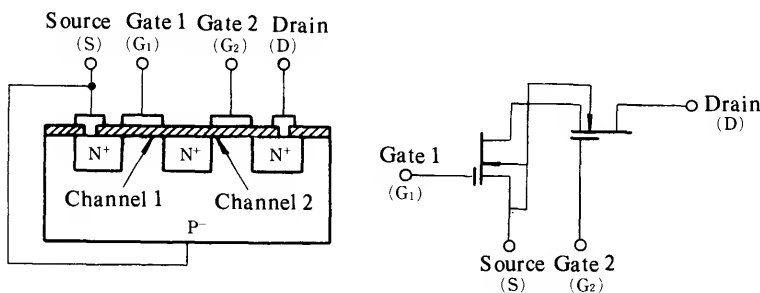 Source Gate 1 Gate 2 Drain
(S) (G₁) (G₂) (D)
N⁺ N⁺ N⁺
Channel 1 Channel 2
P⁻
Drain
(D)
Gate 1
(G₁)
Source Gate 2
(S) (G₂)